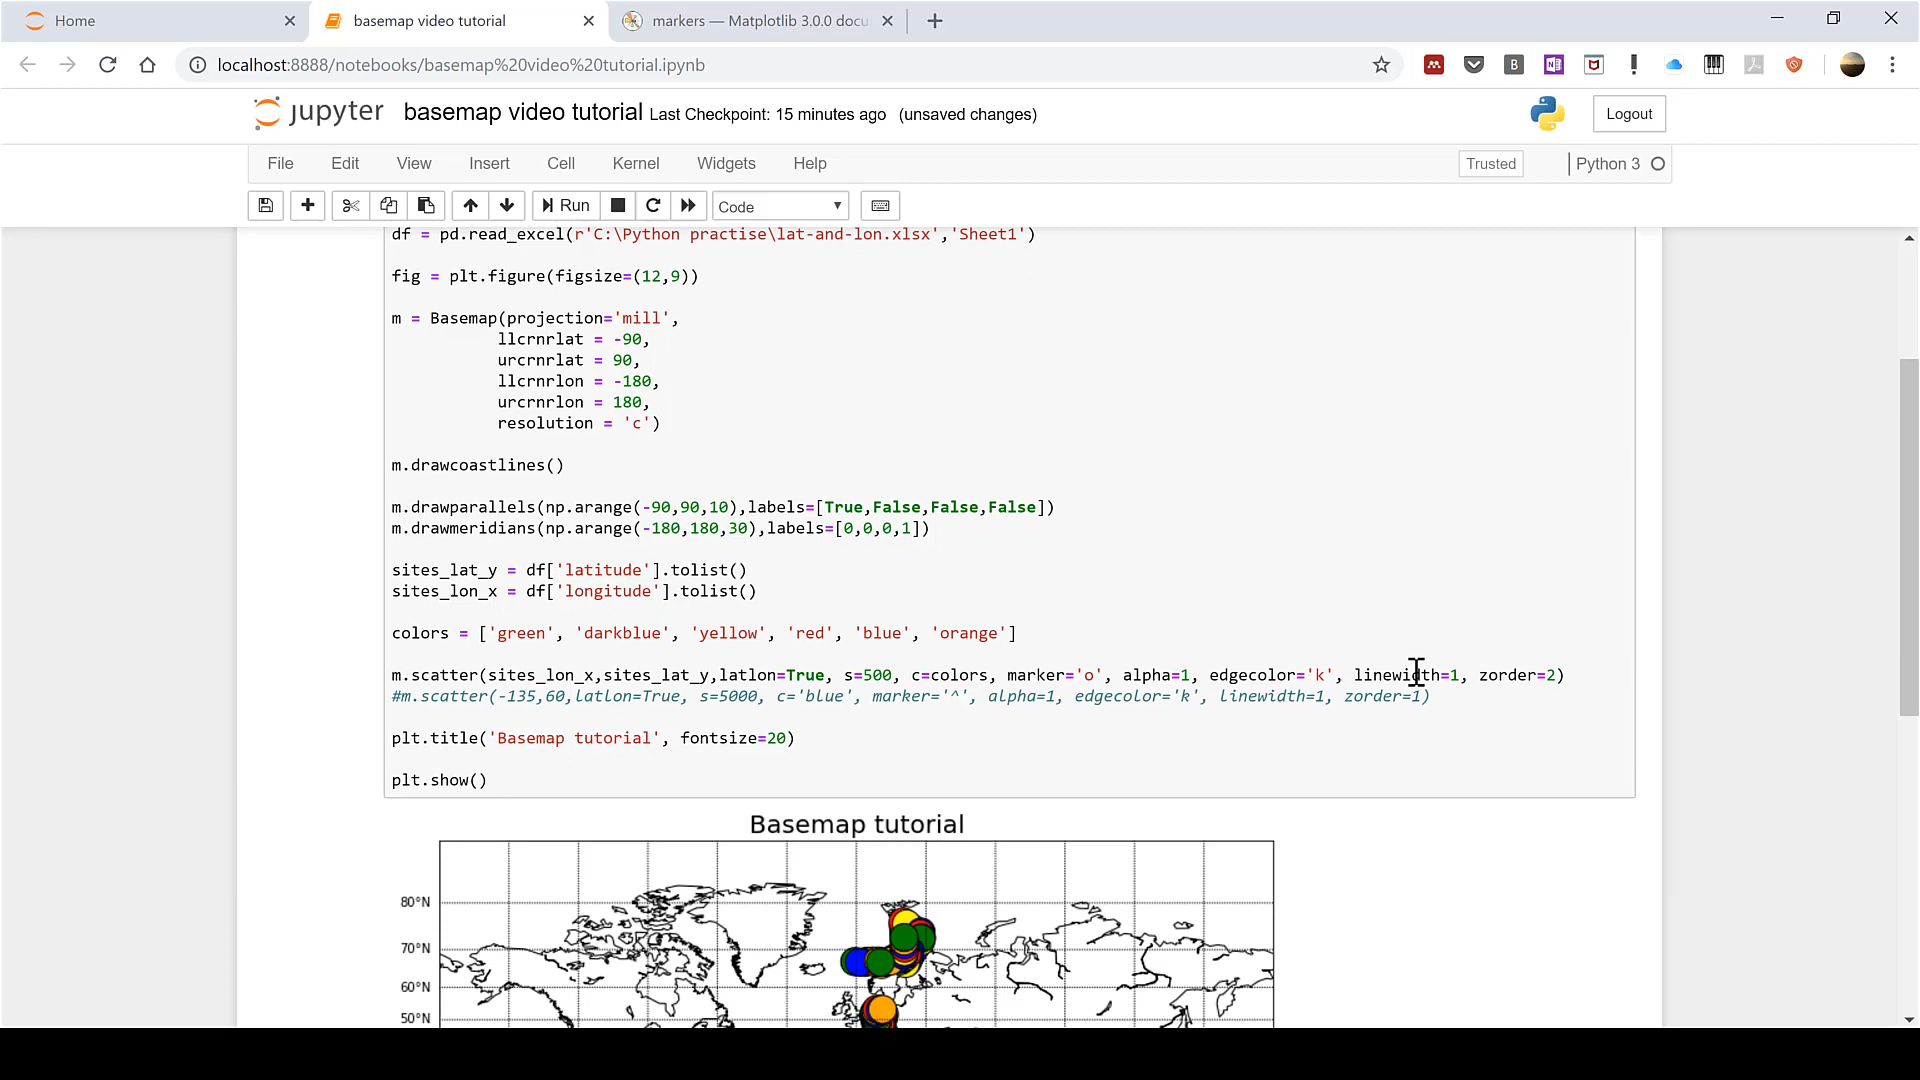 Home
basemap video tutorial
markers — Matplotlib 3.0.0 docu
localhost:8888/notebooks/basemap%20video%20tutorial.ipynb
jupyter basemap video tutorial Last Checkpoint: 15 minutes ago (unsaved changes)
Logout
File Edit View Insert Cell Kernel Widgets Help
Trusted
Python 3
Run
Code
df = pd.read_excel(r'C:\Python practise\lat-and-lon.xlsx','Sheet1')
fig = plt.figure(figsize=(12,9))
m = Basemap(projection='mill',
llcrnrlat = -90,
urcrnrlat = 90,
llcrnrlon = -180,
urcrnrlon = 180,
resolution = 'c')
m.drawcoastlines()
m.drawparallels(np.arange(-90,90,10),labels=[True,False,False,False])
m.drawmeridians(np.arange(-180,180,30),labels=[0,0,0,1])
sites_lat_y = df['latitude'].tolist()
sites_lon_x = df['longitude'].tolist()
colors = ['green', 'darkblue', 'yellow', 'red', 'blue', 'orange']
m.scatter(sites_lon_x,sites_lat_y,latlon=True, s=500, c=colors, marker='o', alpha=1, edgecolor='k', linewidth=1, zorder=2)
#m.scatter(-135,60,latlon=True, s=5000, c='blue', marker='^', alpha=1, edgecolor='k', linewidth=1, zorder=1)
plt.title('Basemap tutorial', fontsize=20)
plt.show()
Basemap tutorial
80°N
70°N
60°N
50°N